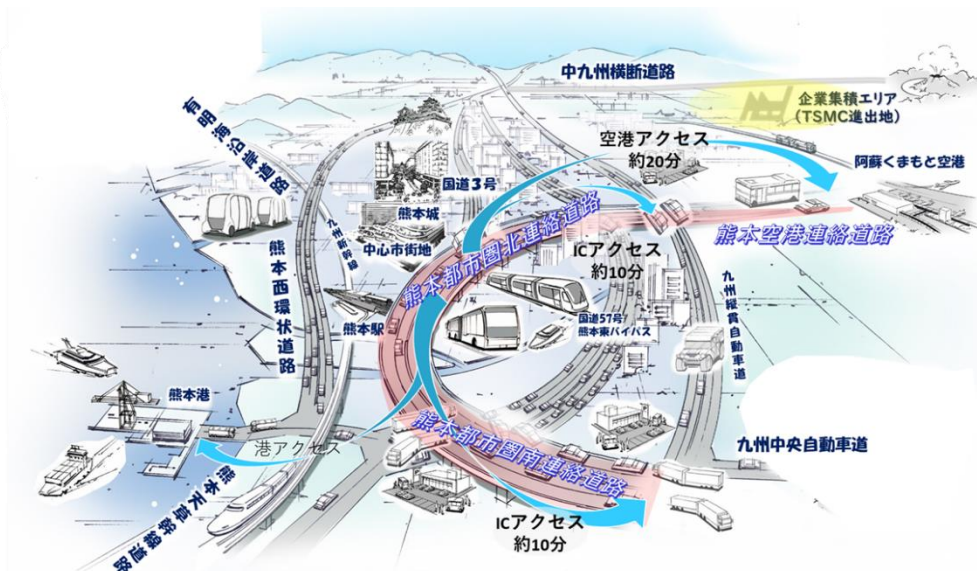 中九州横断道路
企業集積エリア
(TSMC進出地)
有明海沿岸道路
空港アクセス
約20分
阿蘇くまもと空港
国道3号
熊本城
中心市街地
九州新幹線
熊本都市圏北連絡道路
熊本空港連絡道路
ICアクセス
約10分
熊本西環状道路
熊本駅
国道57号
熊本東バイパス
九州縦貫自動車道
熊本港
港アクセス
熊本都市圏南連絡道路
九州中央自動車道
熊本天草幹線道路
ICアクセス
約10分